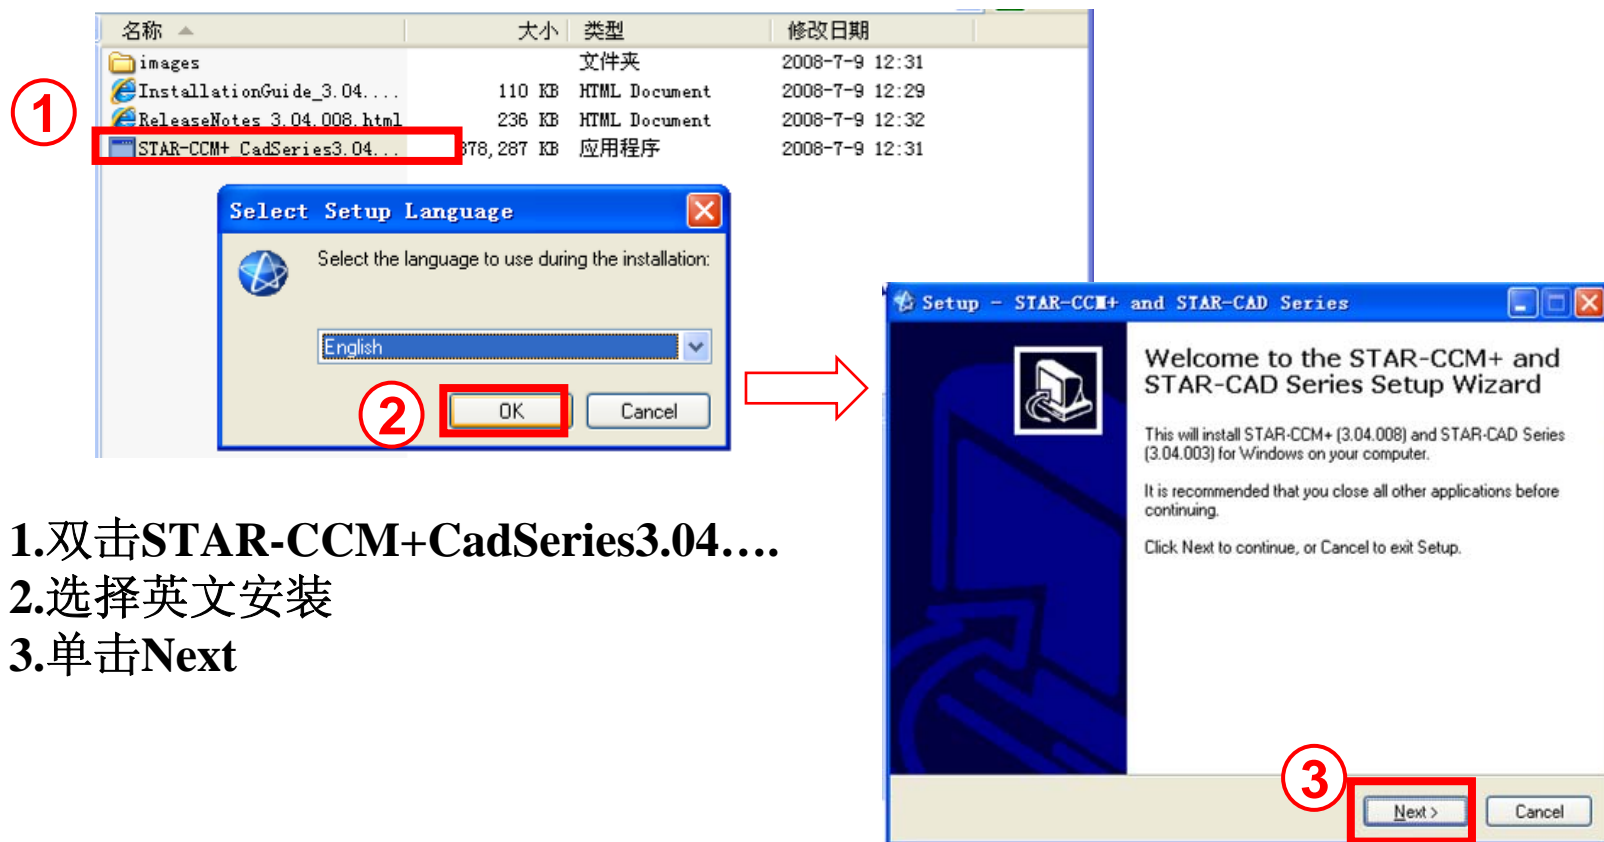 名称 大小 类型 修改日期
images 文件夹 2008-7-9 12:31
InstallationGuide_3.04.... 110 KB HTML Document 2008-7-9 12:29
ReleaseNotes_3.04.008.html 236 KB HTML Document 2008-7-9 12:32
STAR-CCM+_CadSeries3.04... 378,287 KB 应用程序 2008-7-9 12:31
1
Select Setup Language
Select the language to use during the installation:
English
2
OK Cancel
Setup - STAR-CCM+ and STAR-CAD Series
Welcome to the STAR-CCM+ and
STAR-CAD Series Setup Wizard
This will install STAR-CCM+ (3.04.008) and STAR-CAD Series
(3.04.003) for Windows on your computer.
It is recommended that you close all other applications before
continuing.
Click Next to continue, or Cancel to exit Setup.
3
Next > Cancel
1.双击STAR-CCM+CadSeries3.04….
2.选择英文安装
3.单击Next